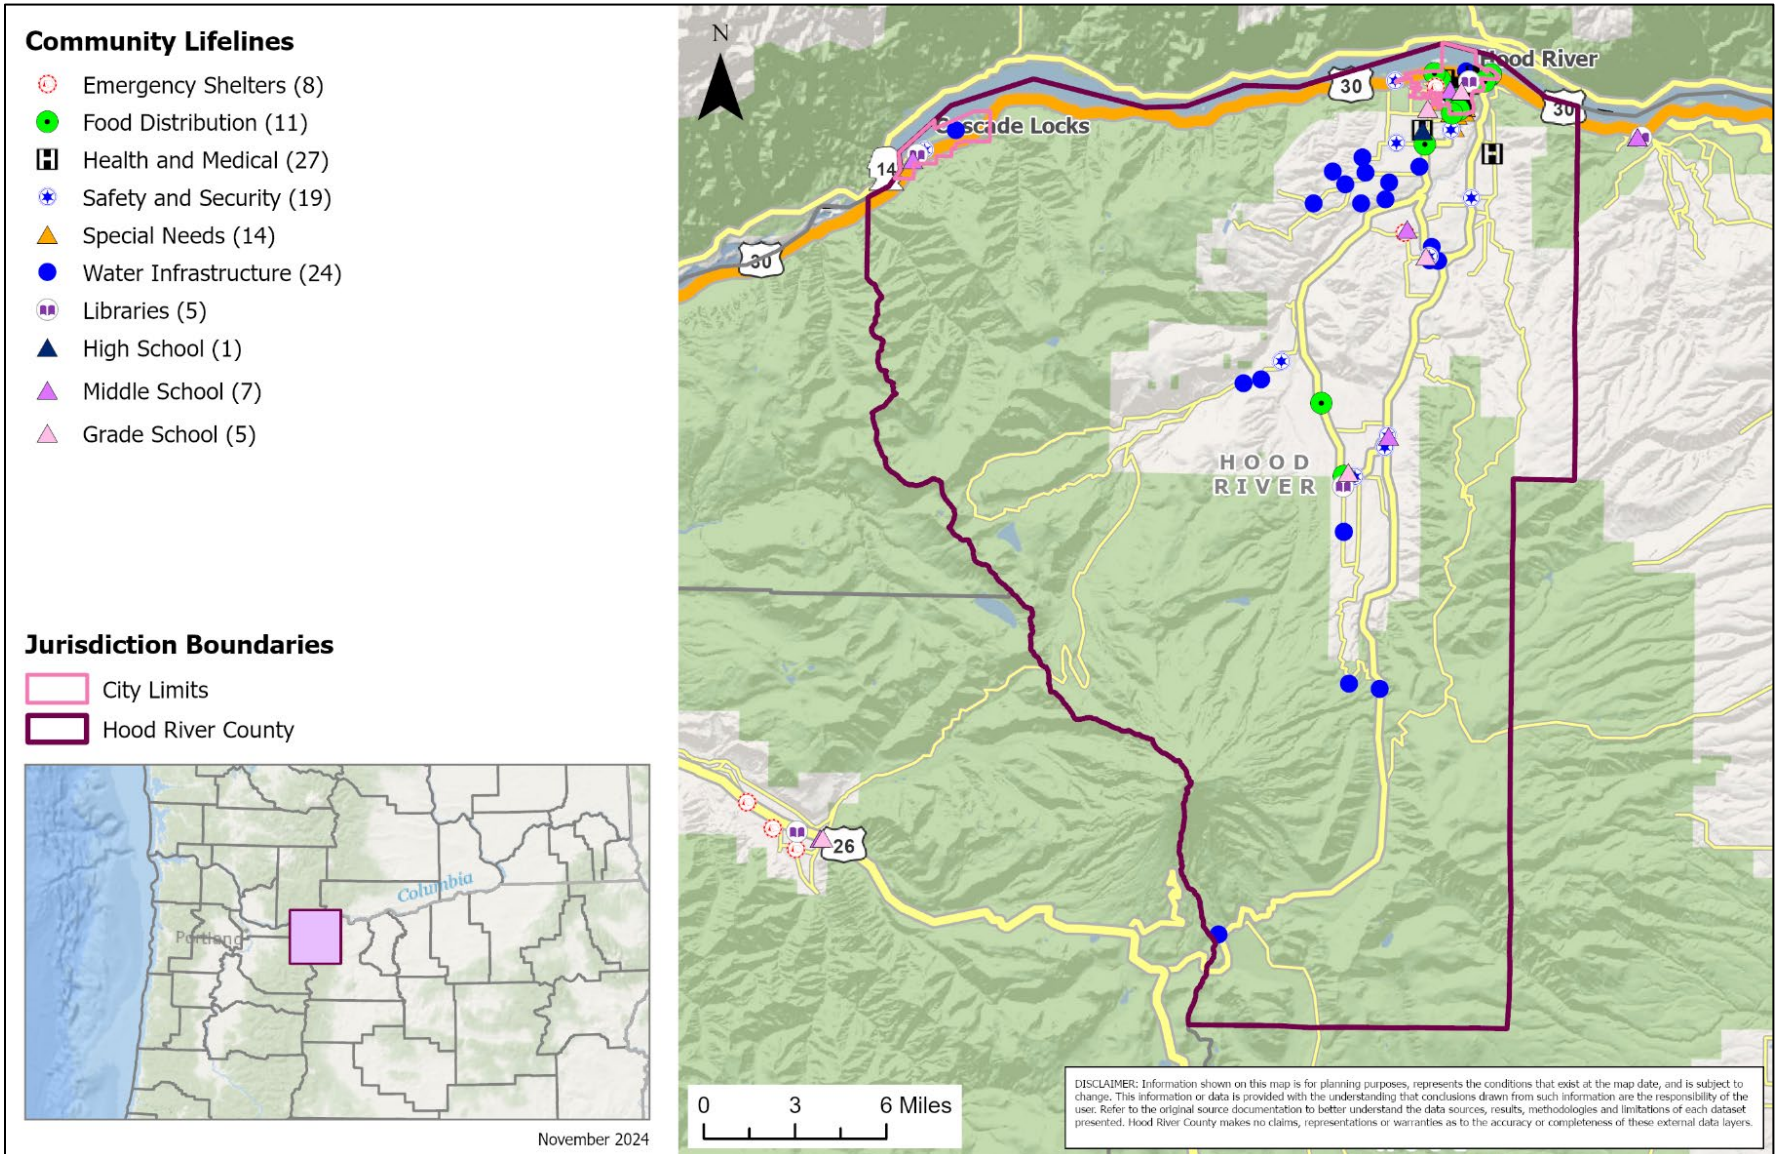 Community Lifelines
Emergency Shelters (8)
Food Distribution (11)
H Health and Medical (27)
Safety and Security (19)
Special Needs (14)
Water Infrastructure (24)
Libraries (5)
High School (1)
Middle School (7)
Grade School (5)
Jurisdiction Boundaries
City Limits
Hood River County
Columbia
Portland
November 2024
N
Hood River
30
30
Cascade Locks
H
14
30
HOOD
RIVER
26
0 3 6 Miles
DISCLAIMER: Information shown on this map is for planning purposes, represents the conditions that exist at the map date, and is subject to
change. This information or data is provided with the understanding that conclusions drawn from such information are the responsibility of the
user. Refer to the original source documentation to better understand the data sources, results, methodologies and limitations of each dataset
presented. Hood River County makes no claims, representations or warranties as to the accuracy or completeness of these external data layers.